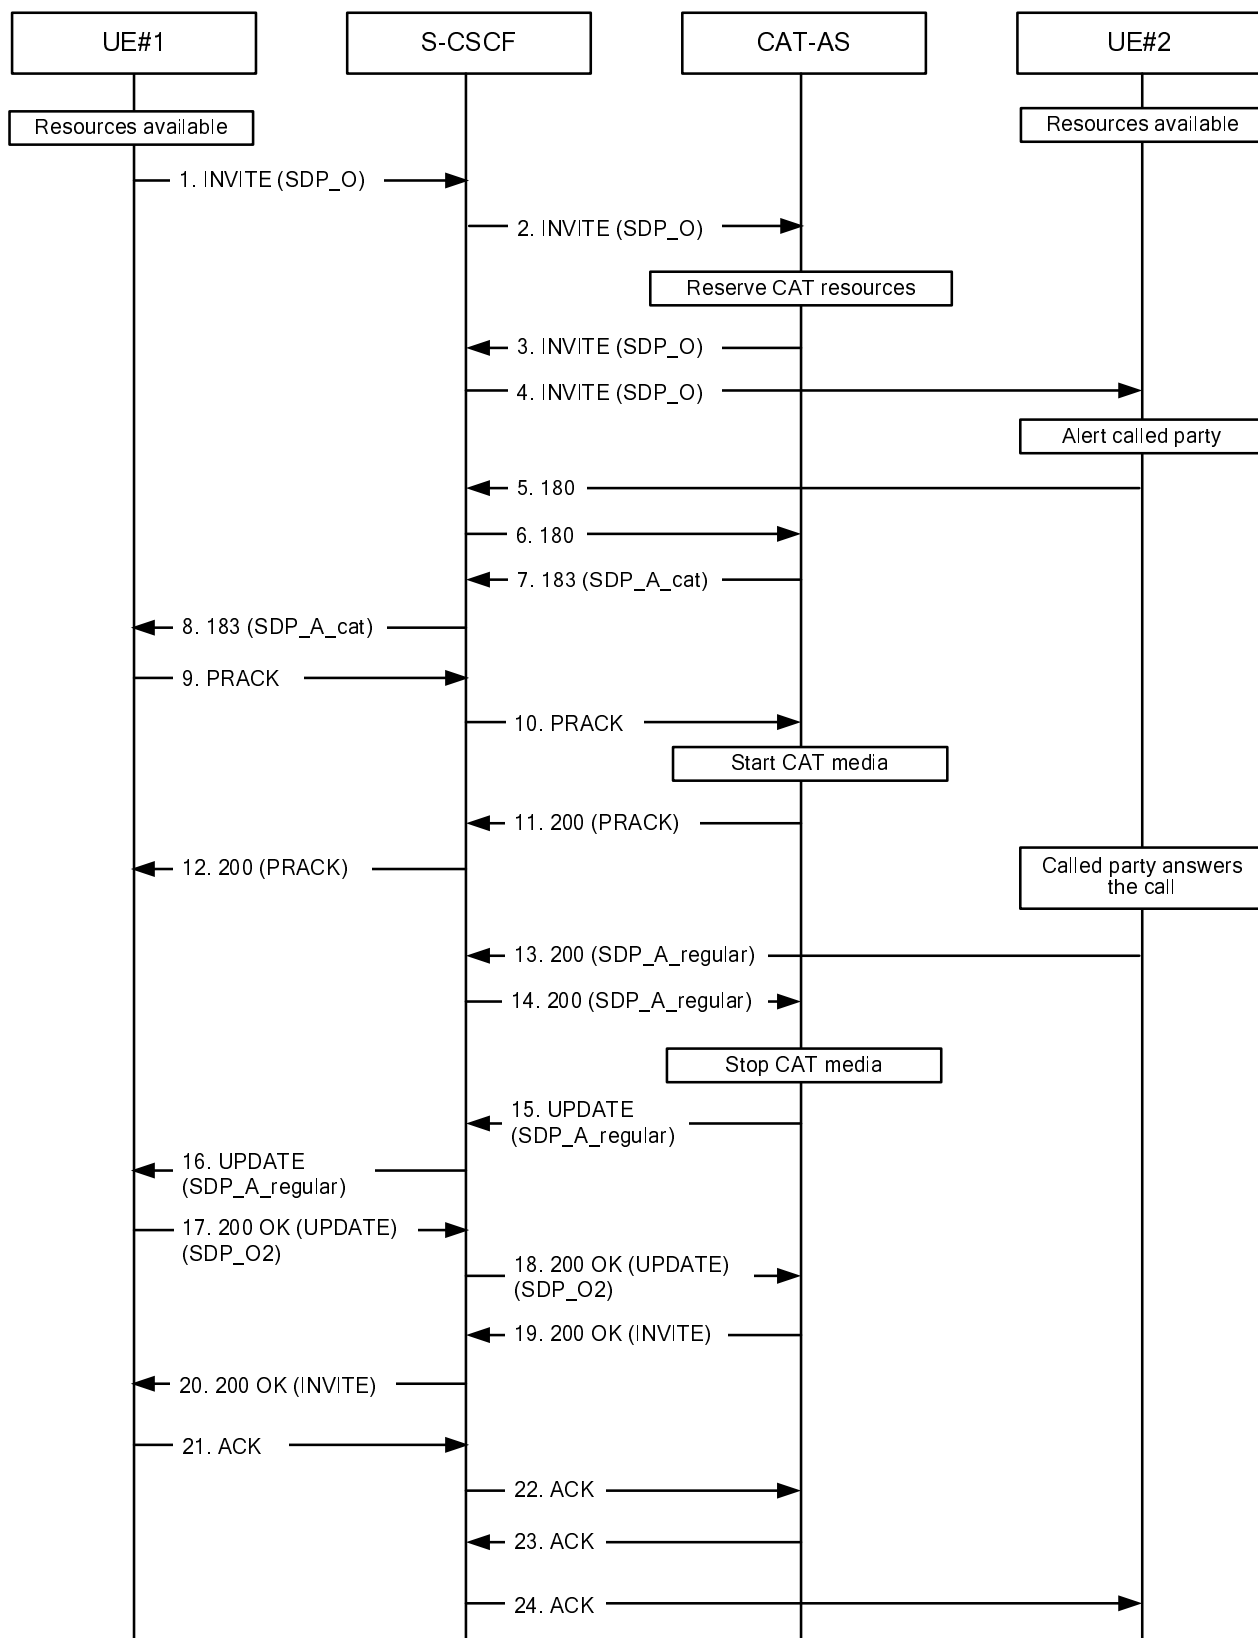 UE#1
S-CSCF
CAT-AS
UE#2
Resources available
Resources available
1. INVITE (SDP_O)
2. INVITE (SDP_O)
Reserve CAT resources
3. INVITE (SDP_O)
4. INVITE (SDP_O)
Alert called party
5. 180
6. 180
7. 183 (SDP_A_cat)
8. 183 (SDP_A_cat)
9. PRACK
10. PRACK
Start CAT media
11. 200 (PRACK)
12. 200 (PRACK)
Called party answers
the call
13. 200 (SDP_A_regular)
14. 200 (SDP_A_regular)
Stop CAT media
15. UPDATE
(SDP_A_regular)
16. UPDATE
(SDP_A_regular)
17. 200 OK (UPDATE)
(SDP_O2)
18. 200 OK (UPDATE)
(SDP_O2)
19. 200 OK (INVITE)
20. 200 OK (INVITE)
21. ACK
22. ACK
23. ACK
24. ACK